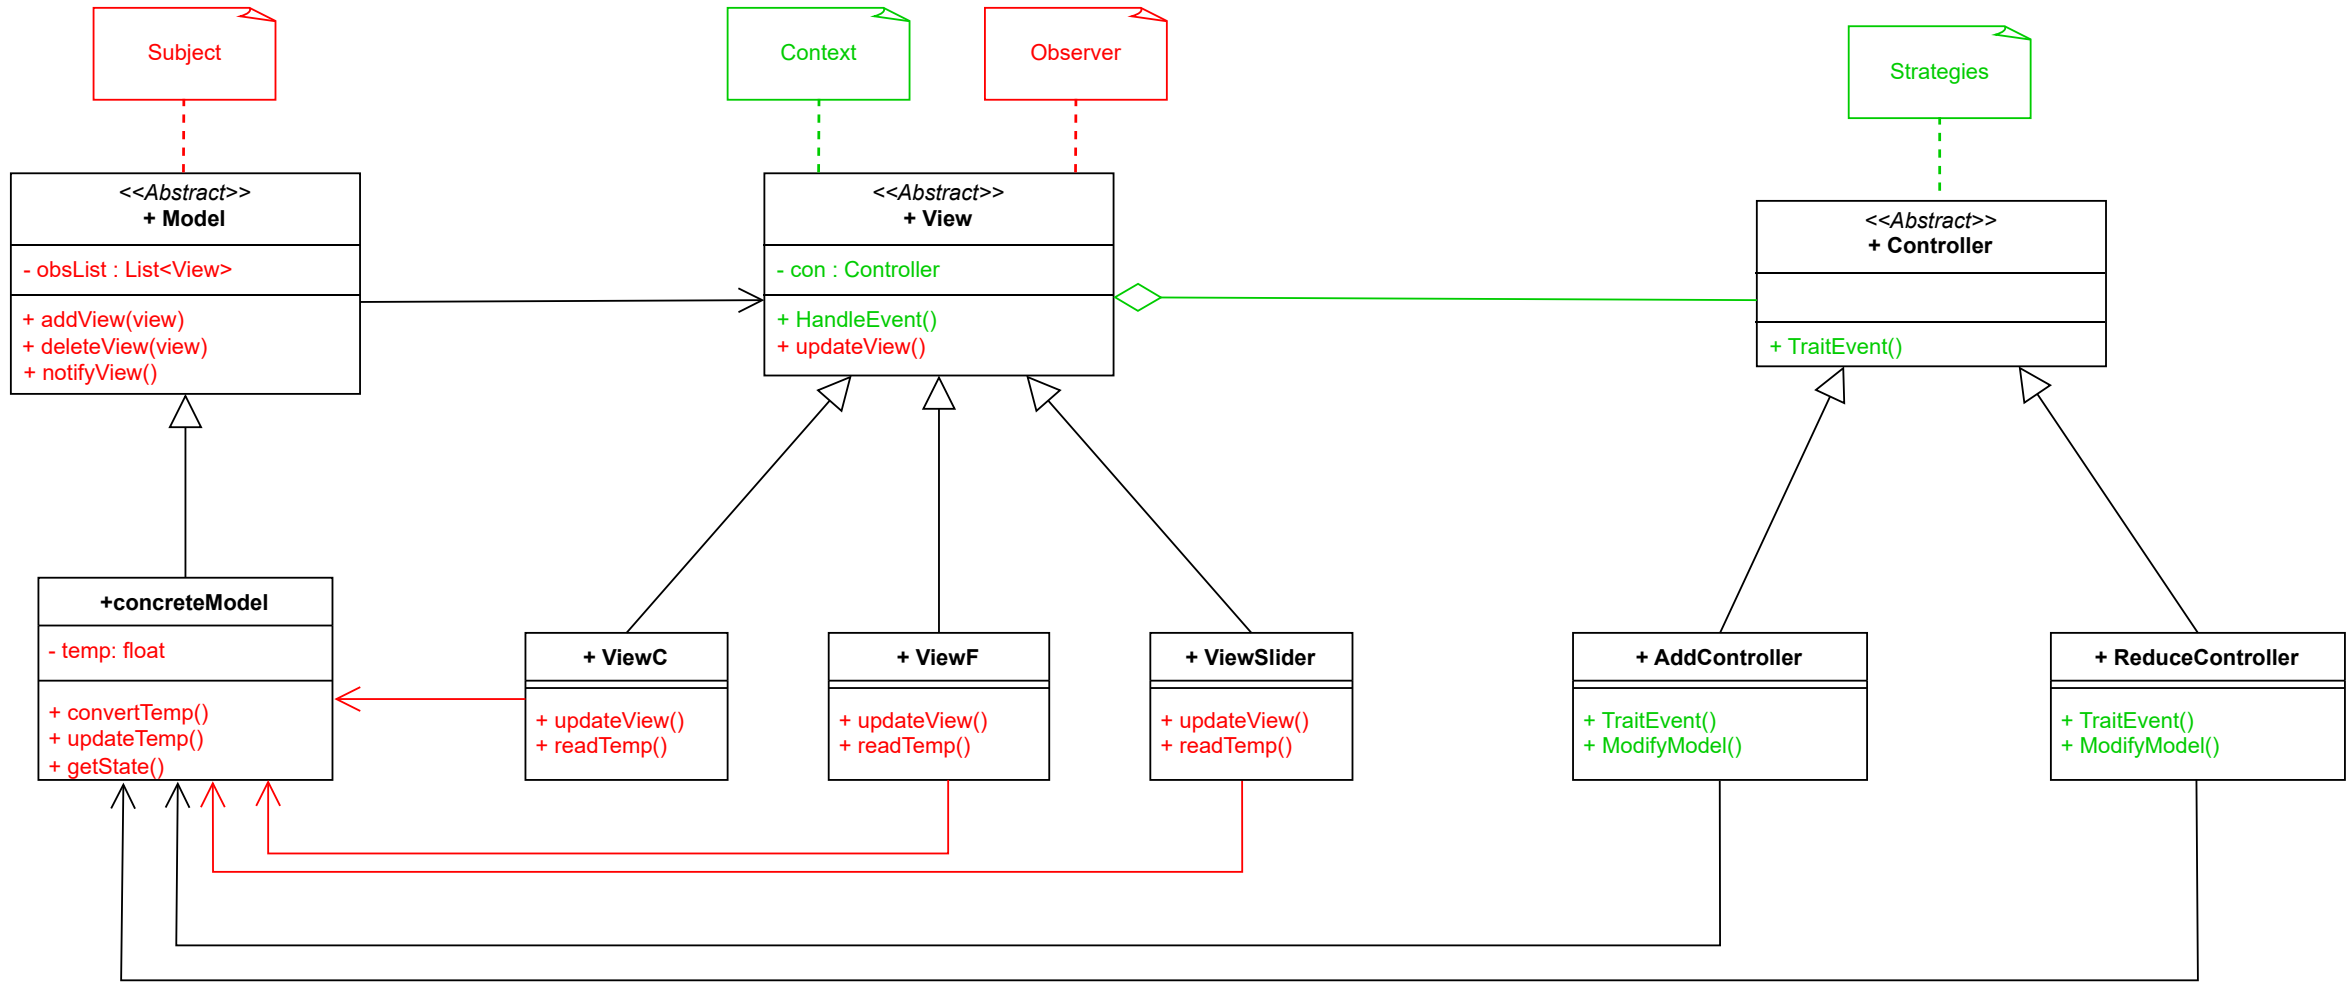 Subject
Context
Observer
Strategies
<<Abstract>>
+ Model
- obsList : List<View>
+ addView(view)
+ deleteView(view)
+ notifyView()
<<Abstract>>
+ View
- con : Controller
+ HandleEvent()
+ updateView()
<<Abstract>>
+ Controller
+ TraitEvent()
+concreteModel
- temp: float
+ convertTemp()
+ updateTemp()
+ getState()
+ ViewC
+ updateView()
+ readTemp()
+ ViewF
+ updateView()
+ readTemp()
+ ViewSlider
+ updateView()
+ readTemp()
+ AddController
+ TraitEvent()
+ ModifyModel()
+ ReduceController
+ TraitEvent()
+ ModifyModel()